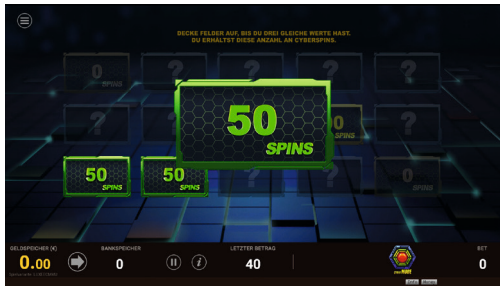 DECKE FELDER AUF, BIS DU DREI GLEICHE WERTE HAST.
DU ERHÄLTST DIESE ANZAHL AN CYBERSPINS.
0
SPINS
?
?
?
?
?
50
SPINS
0
SPINS
?
50
SPINS
50
SPINS
?
?
0
SPINS
GELDSPEICHER (€)
BANKSPEICHER
LETZTER BETRAG
BET
0.00
0
i
40
0